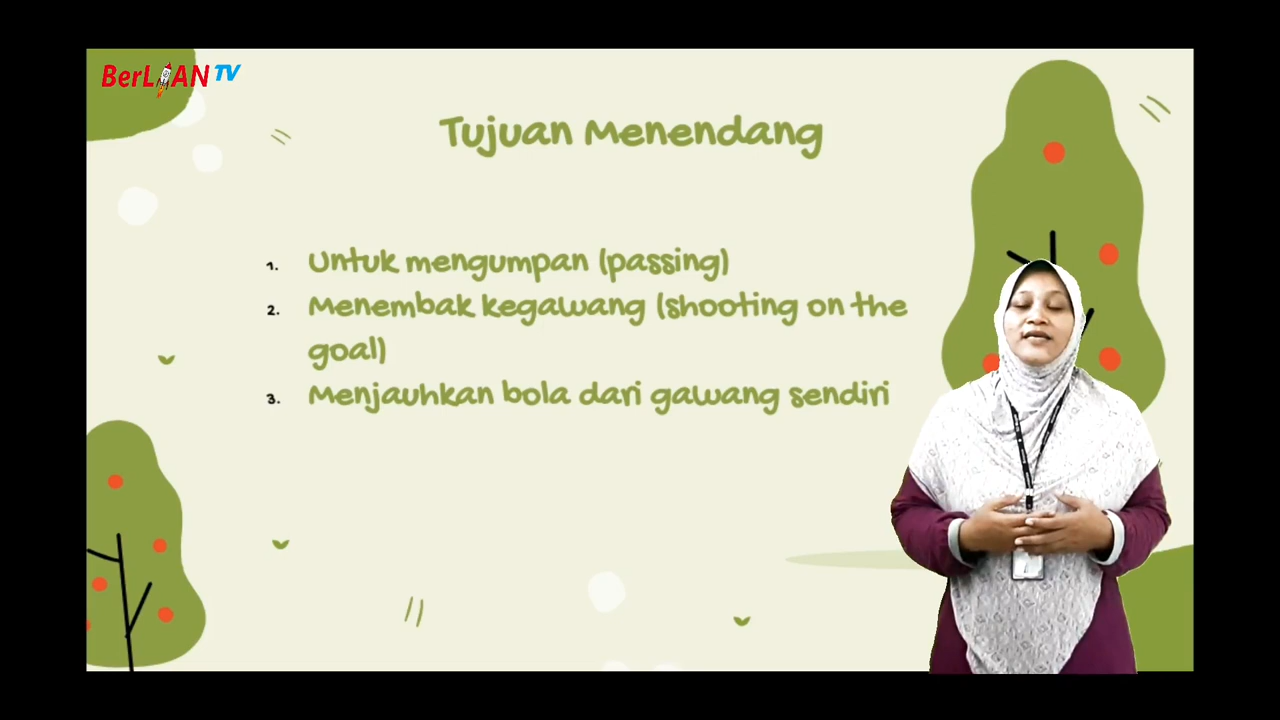 BerLIAN TV
Tujuan Menendang
1. Untuk mengumpan (passing)
2. Menembak kegawang (shooting on the
goal)
3. Menjauhkan bola dari gawang sendiri